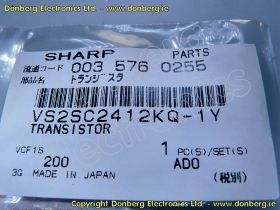 Donberg Electronics Ltd. - www.donberg.ie
SHARP PARTS
流通コード 003 576 0255
部品名 トランジスタ
VS2SC2412KQ-1Y
TRANSISTOR
VCF1S 1 PC(S)/SET(S)
200 ADO
3G MADE IN JAPAN (税別)